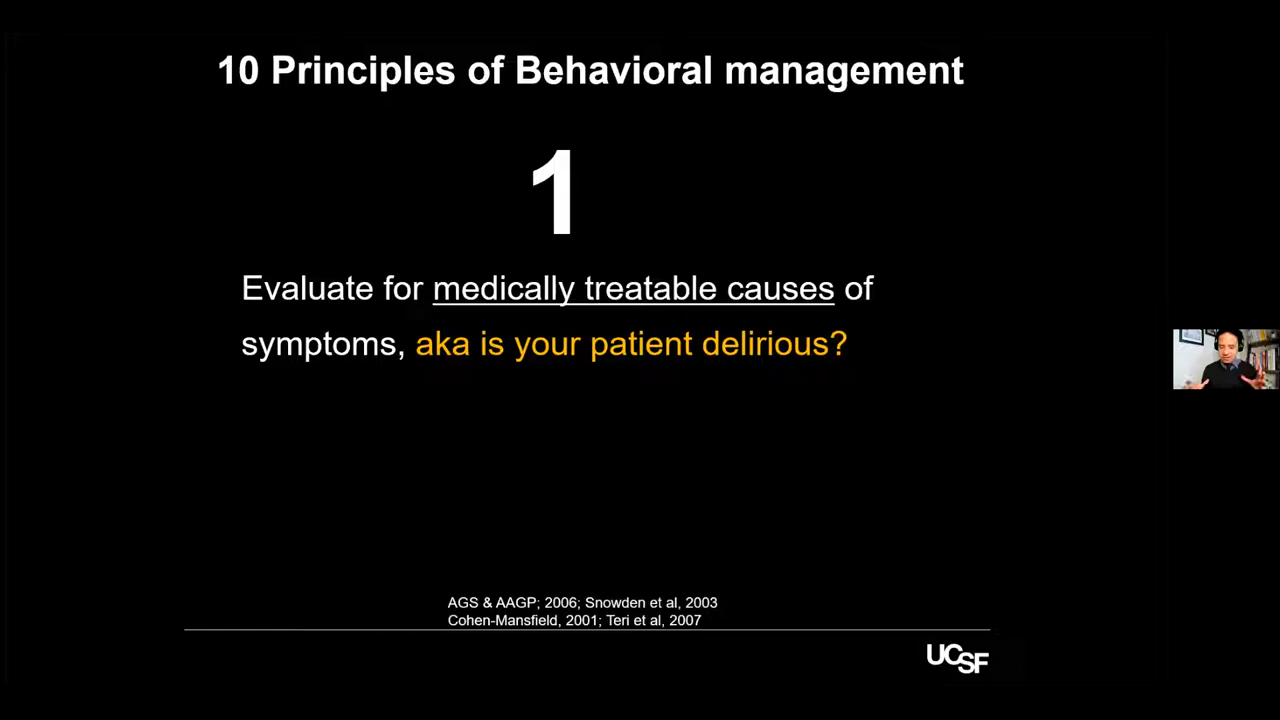 10 Principles of Behavioral management
1
Evaluate for medically treatable causes of
symptoms, aka is your patient delirious?
AGS & AAGP; 2006; Snowden et al, 2003
Cohen-Mansfield, 2001; Teri et al, 2007
UCSF